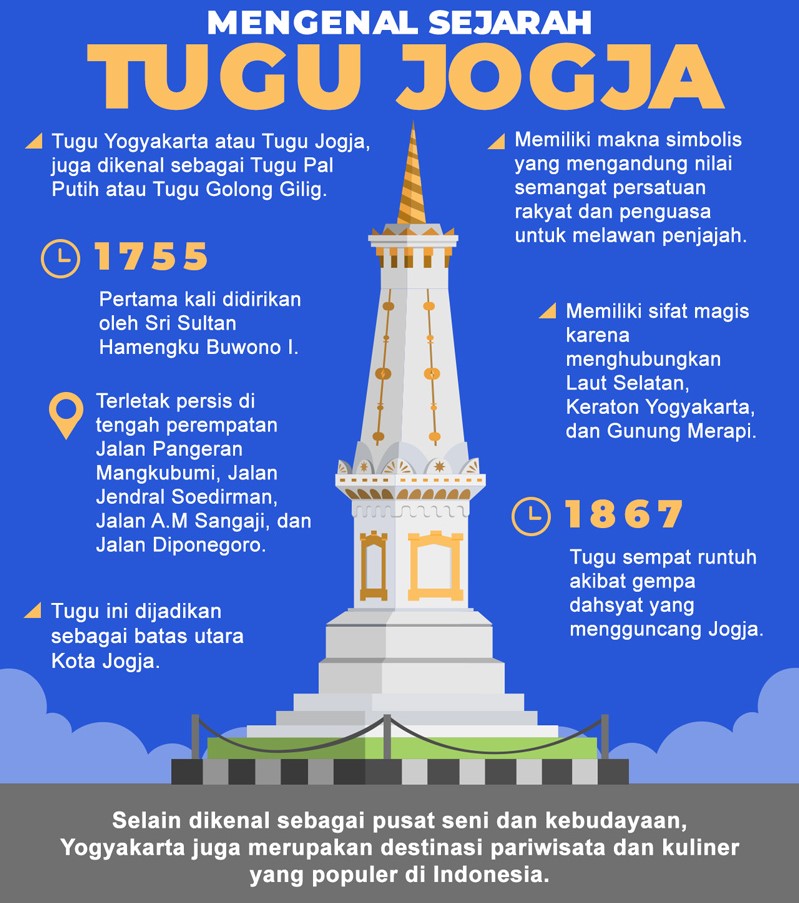 MENGENAL SEJARAH
TUGU JOGJA
Tugu Yogyakarta atau Tugu Jogja,
juga dikenal sebagai Tugu Pal
Putih atau Tugu Golong Gilig.
1755
Pertama kali didirikan
oleh Sri Sultan
Hamengku Buwono I.
Terletak persis di
tengah perempatan
Jalan Pangeran
Mangkubumi, Jalan
Jendral Soedirman,
Jalan A.M Sangaji, dan
Jalan Diponegoro.
Tugu ini dijadikan
sebagai batas utara
Kota Jogja.
Memiliki makna simbolis
yang mengandung nilai
semangat persatuan
rakyat dan penguasa
untuk melawan penjajah.
Memiliki sifat magis
karena
menghubungkan
Laut Selatan,
Keraton Yogyakarta,
dan Gunung Merapi.
1867
Tugu sempat runtuh
akibat gempa
dahsyat yang
mengguncang Jogja.
Selain dikenal sebagai pusat seni dan kebudayaan,
Yogyakarta juga merupakan destinasi pariwisata dan kuliner
yang populer di Indonesia.